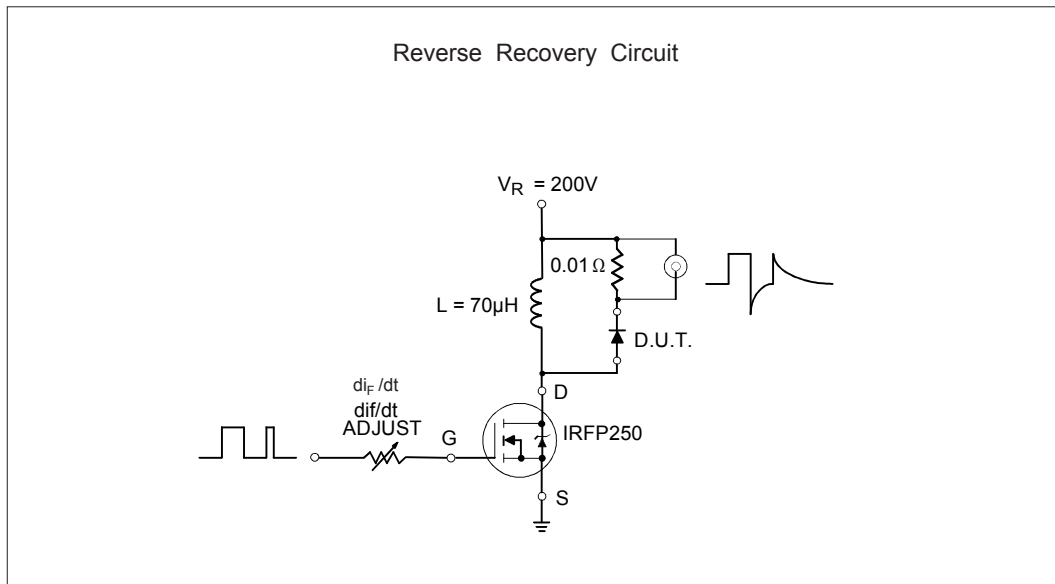 Reverse Recovery Circuit
V_R = 200V
0.01 Ω
L = 70µH
D.U.T.
di_F /dt
dif/dt
ADJUST
G
D
IRFP250
S